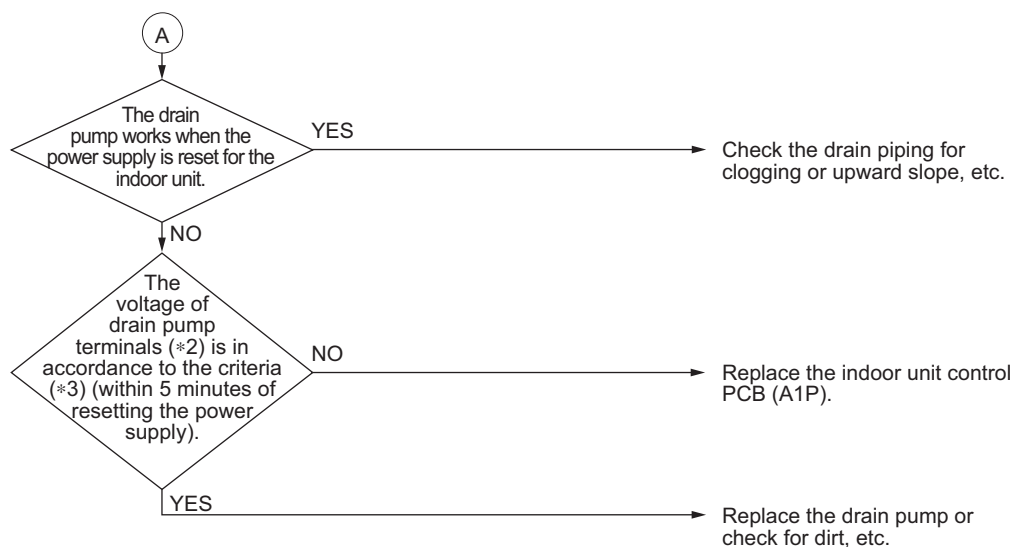 A
The drain
pump works when the
power supply is reset for the
indoor unit.
YES
Check the drain piping for
clogging or upward slope, etc.
NO
The
voltage of
drain pump
terminals (*2) is in
accordance to the criteria
(*3) (within 5 minutes of
resetting the power
supply).
NO
Replace the indoor unit control
PCB (A1P).
YES
Replace the drain pump or
check for dirt, etc.